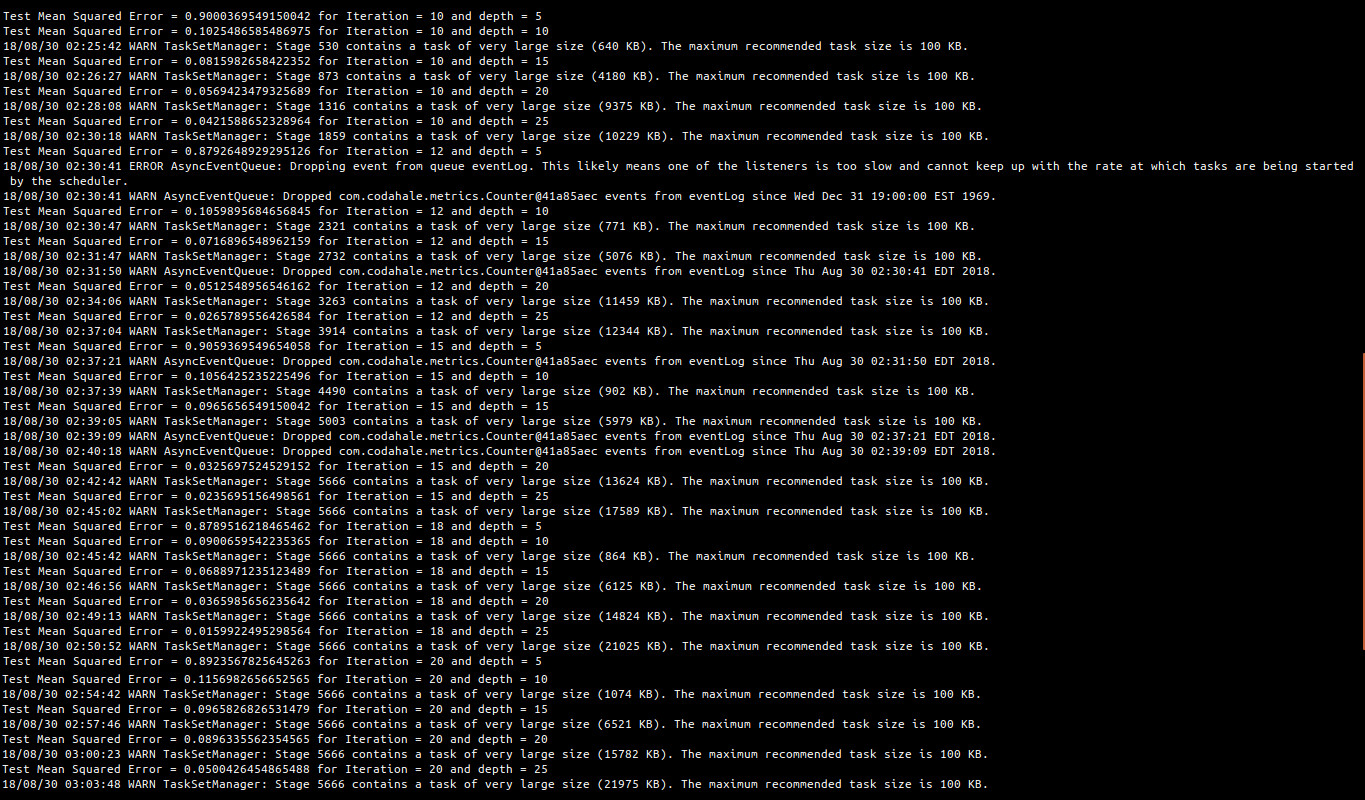 Test Mean Squared Error = 0.9000369549150042 for Iteration = 10 and depth = 5
Test Mean Squared Error = 0.1025486585486975 for Iteration = 10 and depth = 10
18/08/30 02:25:42 WARN TaskSetManager: Stage 530 contains a task of very large size (640 KB). The maximum recommended task size is 100 KB.
Test Mean Squared Error = 0.0815982658422352 for Iteration = 10 and depth = 15
18/08/30 02:26:27 WARN TaskSetManager: Stage 873 contains a task of very large size (4180 KB). The maximum recommended task size is 100 KB.
Test Mean Squared Error = 0.0569423479325689 for Iteration = 10 and depth = 20
18/08/30 02:28:08 WARN TaskSetManager: Stage 1316 contains a task of very large size (9375 KB). The maximum recommended task size is 100 KB.
Test Mean Squared Error = 0.0421588652328964 for Iteration = 10 and depth = 25
18/08/30 02:30:18 WARN TaskSetManager: Stage 1859 contains a task of very large size (10229 KB). The maximum recommended task size is 100 KB.
Test Mean Squared Error = 0.8792648929295126 for Iteration = 12 and depth = 5
18/08/30 02:30:41 ERROR AsyncEventQueue: Dropping event from queue eventLog. This likely means one of the listeners is too slow and cannot keep up with the rate at which tasks are being started
by the scheduler.
18/08/30 02:30:41 WARN AsyncEventQueue: Dropped com.codahale.metrics.Counter@41a85aec events from eventLog since Wed Dec 31 19:00:00 EST 1969.
Test Mean Squared Error = 0.1059895684656845 for Iteration = 12 and depth = 10
18/08/30 02:30:47 WARN TaskSetManager: Stage 2321 contains a task of very large size (771 KB). The maximum recommended task size is 100 KB.
Test Mean Squared Error = 0.0716896548962159 for Iteration = 12 and depth = 15
18/08/30 02:31:47 WARN TaskSetManager: Stage 2732 contains a task of very large size (5076 KB). The maximum recommended task size is 100 KB.
18/08/30 02:31:50 WARN AsyncEventQueue: Dropped com.codahale.metrics.Counter@41a85aec events from eventLog since Thu Aug 30 02:30:41 EDT 2018.
Test Mean Squared Error = 0.0512548956546162 for Iteration = 12 and depth = 20
18/08/30 02:34:06 WARN TaskSetManager: Stage 3263 contains a task of very large size (11459 KB). The maximum recommended task size is 100 KB.
Test Mean Squared Error = 0.0265789556426584 for Iteration = 12 and depth = 25
18/08/30 02:37:04 WARN TaskSetManager: Stage 3914 contains a task of very large size (12344 KB). The maximum recommended task size is 100 KB.
Test Mean Squared Error = 0.9059369549654058 for Iteration = 15 and depth = 5
18/08/30 02:37:21 WARN AsyncEventQueue: Dropped com.codahale.metrics.Counter@41a85aec events from eventLog since Thu Aug 30 02:31:50 EDT 2018.
Test Mean Squared Error = 0.1056425235225496 for Iteration = 15 and depth = 10
18/08/30 02:37:39 WARN TaskSetManager: Stage 4490 contains a task of very large size (902 KB). The maximum recommended task size is 100 KB.
Test Mean Squared Error = 0.0965656549150042 for Iteration = 15 and depth = 15
18/08/30 02:39:05 WARN TaskSetManager: Stage 5003 contains a task of very large size (5979 KB). The maximum recommended task size is 100 KB.
18/08/30 02:39:09 WARN AsyncEventQueue: Dropped com.codahale.metrics.Counter@41a85aec events from eventLog since Thu Aug 30 02:37:21 EDT 2018.
18/08/30 02:40:18 WARN AsyncEventQueue: Dropped com.codahale.metrics.Counter@41a85aec events from eventLog since Thu Aug 30 02:39:09 EDT 2018.
Test Mean Squared Error = 0.0325697524529152 for Iteration = 15 and depth = 20
18/08/30 02:42:42 WARN TaskSetManager: Stage 5666 contains a task of very large size (13624 KB). The maximum recommended task size is 100 KB.
Test Mean Squared Error = 0.0235695156498561 for Iteration = 15 and depth = 25
18/08/30 02:45:02 WARN TaskSetManager: Stage 5666 contains a task of very large size (17589 KB). The maximum recommended task size is 100 KB.
Test Mean Squared Error = 0.8789516218465462 for Iteration = 18 and depth = 5
Test Mean Squared Error = 0.0900659542235365 for Iteration = 18 and depth = 10
18/08/30 02:45:42 WARN TaskSetManager: Stage 5666 contains a task of very large size (864 KB). The maximum recommended task size is 100 KB.
Test Mean Squared Error = 0.0688971235123489 for Iteration = 18 and depth = 15
18/08/30 02:46:56 WARN TaskSetManager: Stage 5666 contains a task of very large size (6125 KB). The maximum recommended task size is 100 KB.
Test Mean Squared Error = 0.0365985656235642 for Iteration = 18 and depth = 20
18/08/30 02:49:13 WARN TaskSetManager: Stage 5666 contains a task of very large size (14824 KB). The maximum recommended task size is 100 KB.
Test Mean Squared Error = 0.0159922495298564 for Iteration = 18 and depth = 25
18/08/30 02:50:52 WARN TaskSetManager: Stage 5666 contains a task of very large size (21025 KB). The maximum recommended task size is 100 KB.
Test Mean Squared Error = 0.8923567825645263 for Iteration = 20 and depth = 5
Test Mean Squared Error = 0.1156982656652565 for Iteration = 20 and depth = 10
18/08/30 02:54:42 WARN TaskSetManager: Stage 5666 contains a task of very large size (1074 KB). The maximum recommended task size is 100 KB.
Test Mean Squared Error = 0.0965826826531479 for Iteration = 20 and depth = 15
18/08/30 02:57:46 WARN TaskSetManager: Stage 5666 contains a task of very large size (6521 KB). The maximum recommended task size is 100 KB.
Test Mean Squared Error = 0.0896335562354565 for Iteration = 20 and depth = 20
18/08/30 03:00:23 WARN TaskSetManager: Stage 5666 contains a task of very large size (15782 KB). The maximum recommended task size is 100 KB.
Test Mean Squared Error = 0.0500426454865488 for Iteration = 20 and depth = 25
18/08/30 03:03:48 WARN TaskSetManager: Stage 5666 contains a task of very large size (21975 KB). The maximum recommended task size is 100 KB.